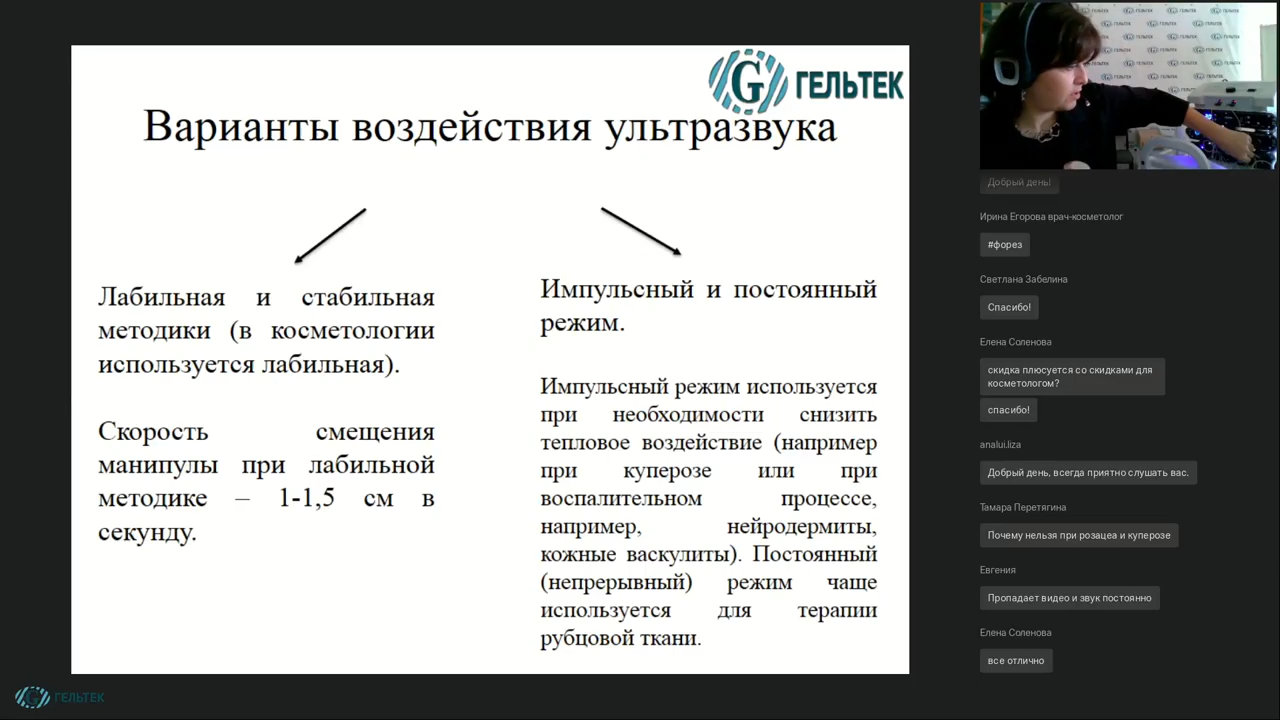 ГЕЛЬТЕК
Варианты воздействия ультразвука
Лабильная и стабильная
методики (в косметологии
используется лабильная).
Скорость смещения
манипулы при лабильной
методике – 1-1,5 см в
секунду.
Импульсный и постоянный
режим.
Импульсный режим используется
при необходимости снизить
тепловое воздействие (например
при куперозе или при
воспалительном процессе,
например, нейродермиты,
кожные васкулиты). Постоянный
(непрерывный) режим чаще
используется для терапии
рубцовой ткани.
Добрый день!
Ирина Егорова врач-косметолог
#форез
Светлана Забелина
Спасибо!
Елена Соленова
скидка плюсуется со скидками для
косметологом?
спасибо!
analui.liza
Добрый день, всегда приятно слушать вас.
Тамара Перетягина
Почему нельзя при розацеа и куперозе
Евгения
Пропадает видео и звук постоянно
Елена Соленова
все отлично
ГЕЛЬТЕК